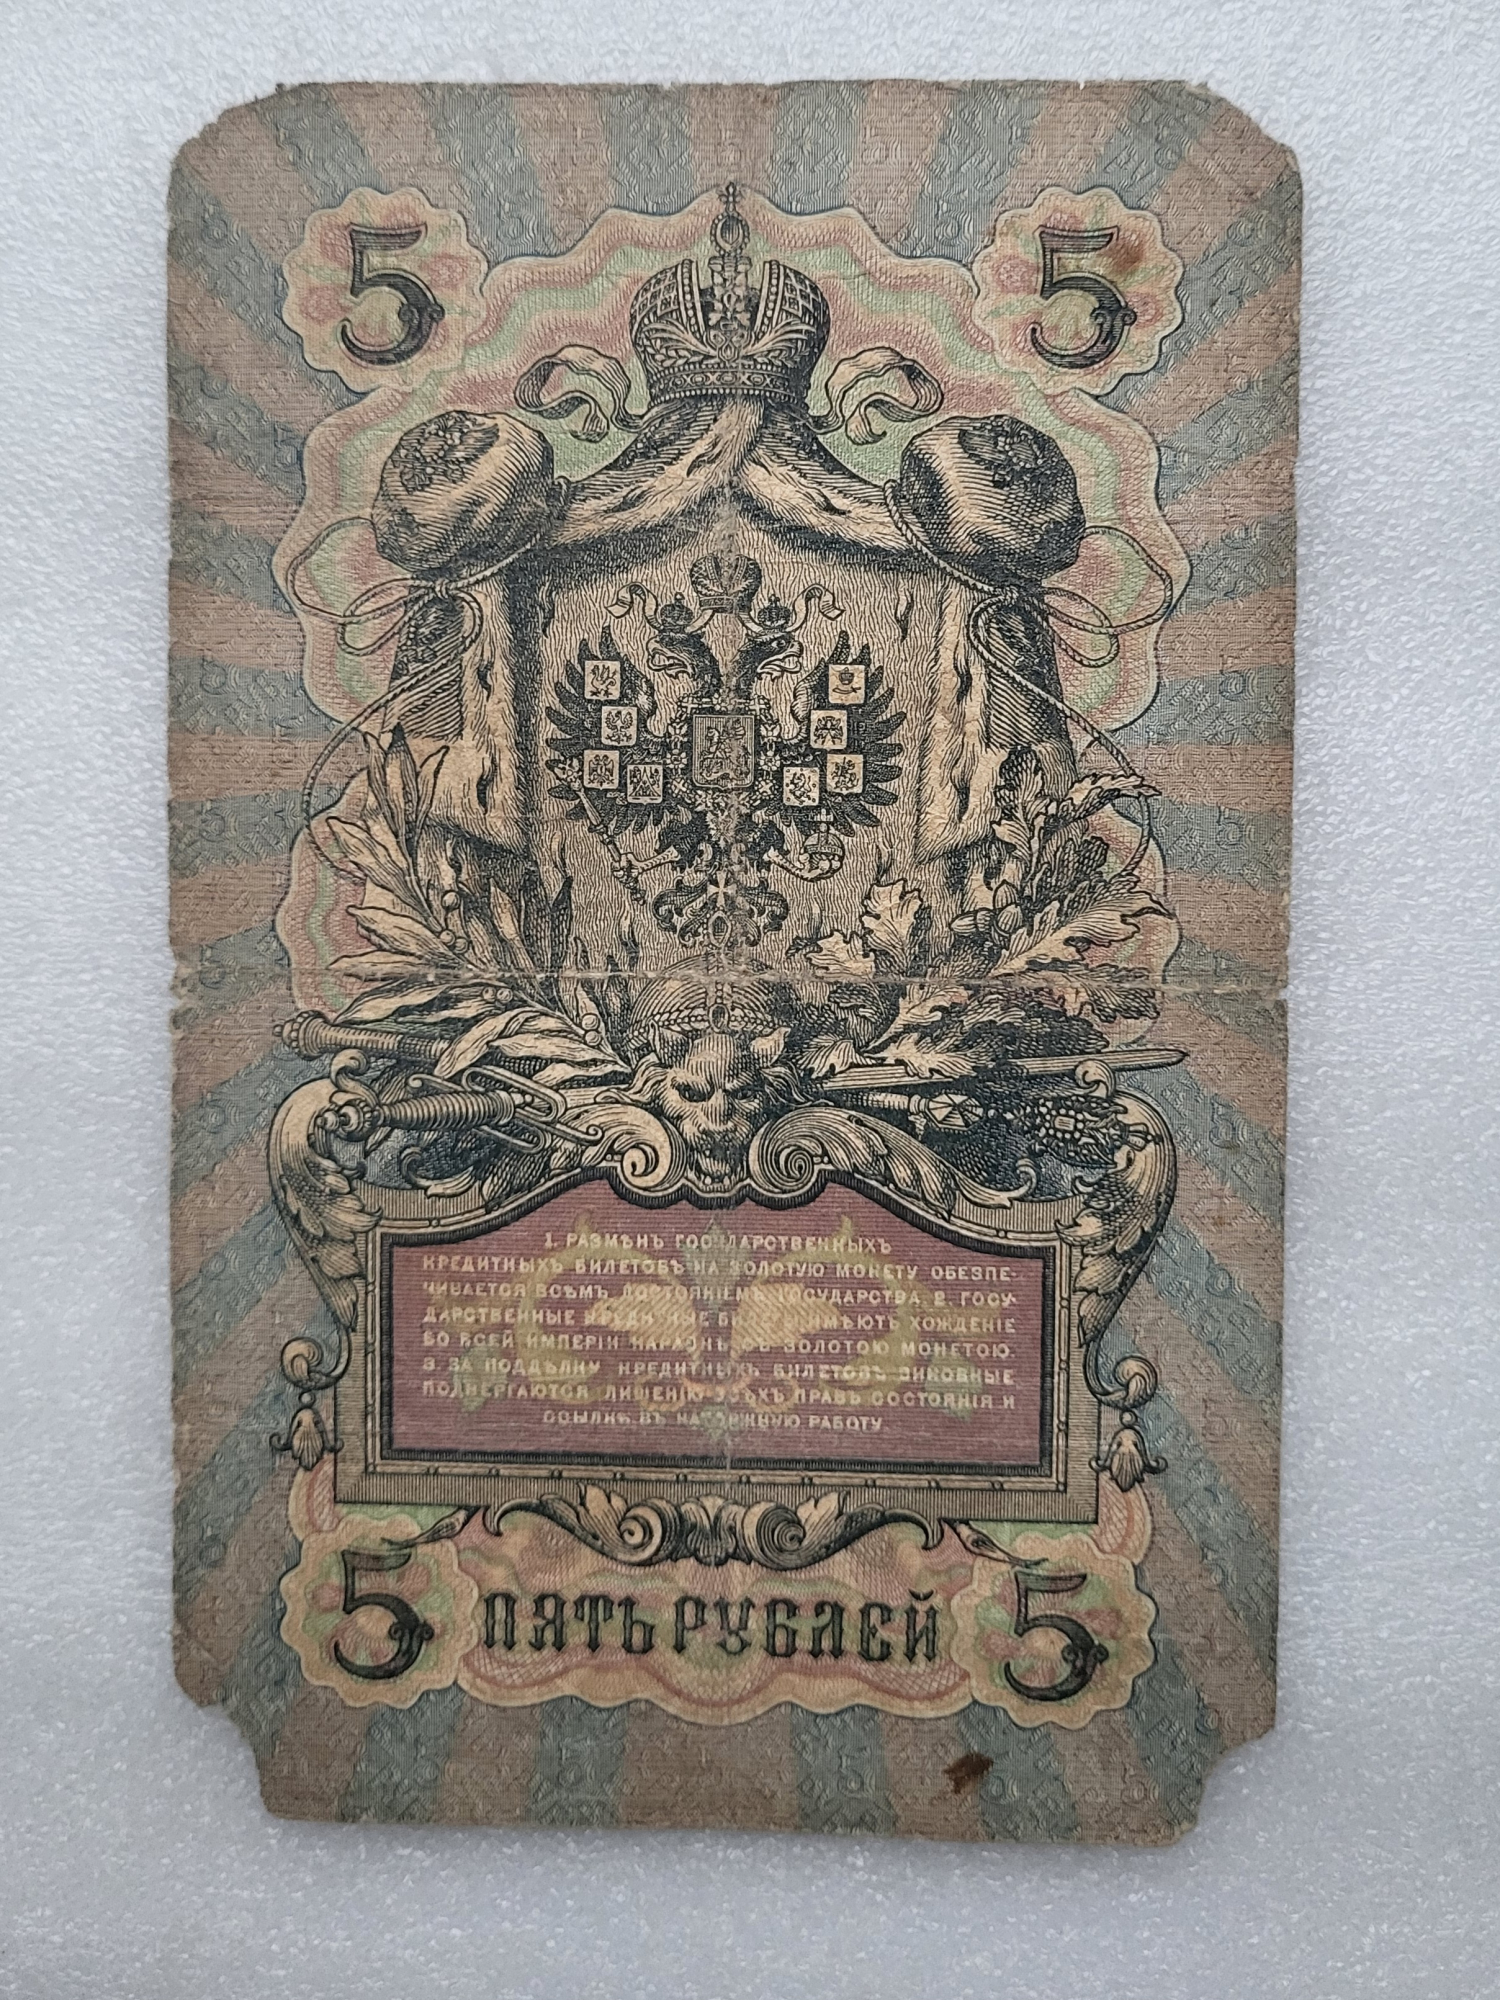 5 5
1. РАЗМѢНЪ ГОСУДАРСТВЕННЫХЪ
КРЕДИТНЫХЪ БИЛЕТОВЪ НА ЗОЛОТУЮ МОНЕТУ ОБЕЗПЕ-
ЧИВАЕТСЯ ВСѢМЪ ДОСТОЯНІЕМЪ ГОСУДАРСТВА. 2. ГОСУ-
ДАРСТВЕННЫЕ КРЕДИТНЫЕ БИЛЕТЫ ИМѢЮТЪ ХОЖДЕНІЕ
ВО ВСЕЙ ИМПЕРІИ НАРАВНѢ СЪ ЗОЛОТОЮ МОНЕТОЮ.
3. ЗА ПОДДѢЛКУ КРЕДИТНЫХЪ БИЛЕТОВЪ ВИНОВНЫЕ
ПОДВЕРГАЮТСЯ ЛИШЕНІЮ ВСѢХЪ ПРАВЪ СОСТОЯНІЯ И
ССЫЛКѢ ВЪ КАТОРЖНУЮ РАБОТУ.
5 ПЯТЬ РУБЛЕЙ 5